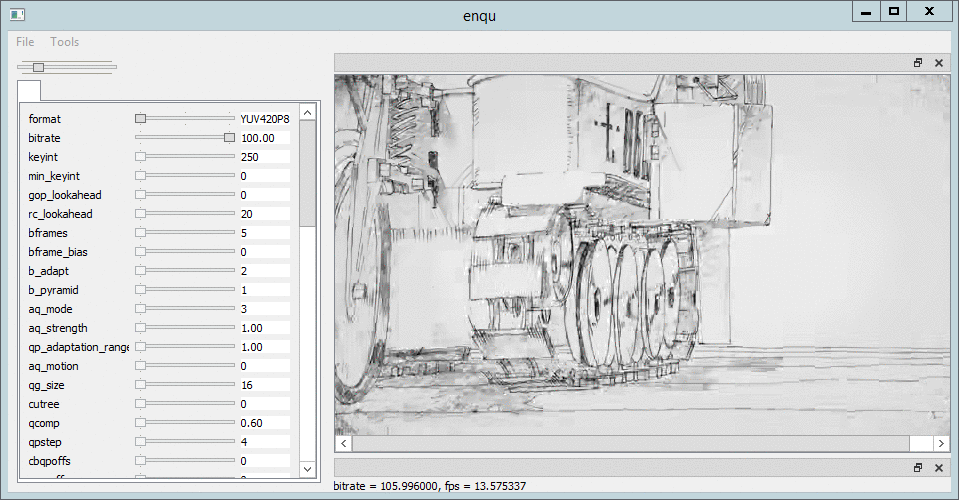 enqu
File Tools
format YUV420P8
bitrate 100.00
keyint 250
min_keyint 0
gop_lookahead 0
rc_lookahead 20
bframes 5
bframe_bias 0
b_adapt 2
b_pyramid 1
aq_mode 3
aq_strength 1.00
qp_adaptation_range 1.00
aq_motion 0
qg_size 16
cutree 0
qcomp 0.60
qpstep 4
cbqpoffs 0
bitrate = 105.996000, fps = 13.575337